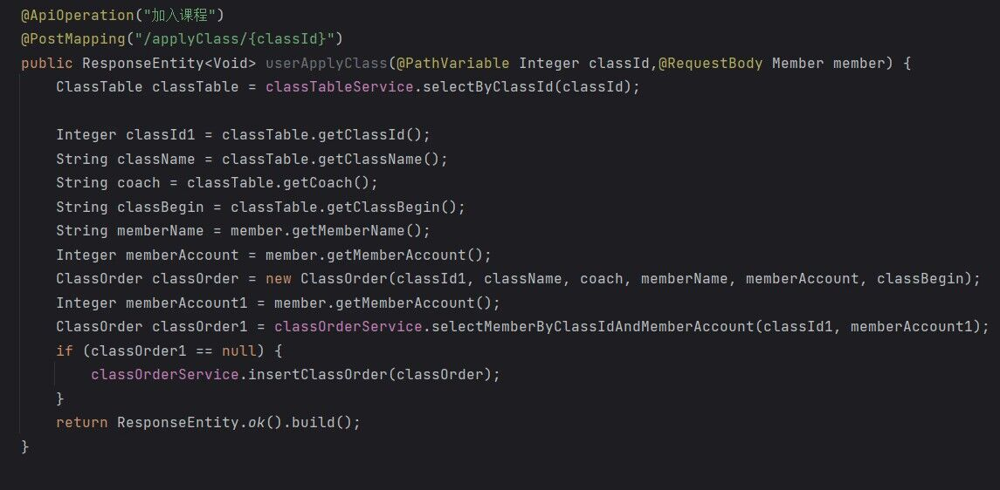 @ApiOperation("加入课程")
@PostMapping("/applyClass/{classId}")
public ResponseEntity<Void> userApplyClass(@PathVariable Integer classId,@RequestBody Member member) {
ClassTable classTable = classTableService.selectByClassId(classId);
Integer classId1 = classTable.getClassId();
String className = classTable.getClassName();
String coach = classTable.getCoach();
String classBegin = classTable.getClassBegin();
String memberName = member.getMemberName();
Integer memberAccount = member.getMemberAccount();
ClassOrder classOrder = new ClassOrder(classId1, className, coach, memberName, memberAccount, classBegin);
Integer memberAccount1 = member.getMemberAccount();
ClassOrder classOrder1 = classOrderService.selectMemberByClassIdAndMemberAccount(classId1, memberAccount1);
if (classOrder1 == null) {
classOrderService.insertClassOrder(classOrder);
}
return ResponseEntity.ok().build();
}